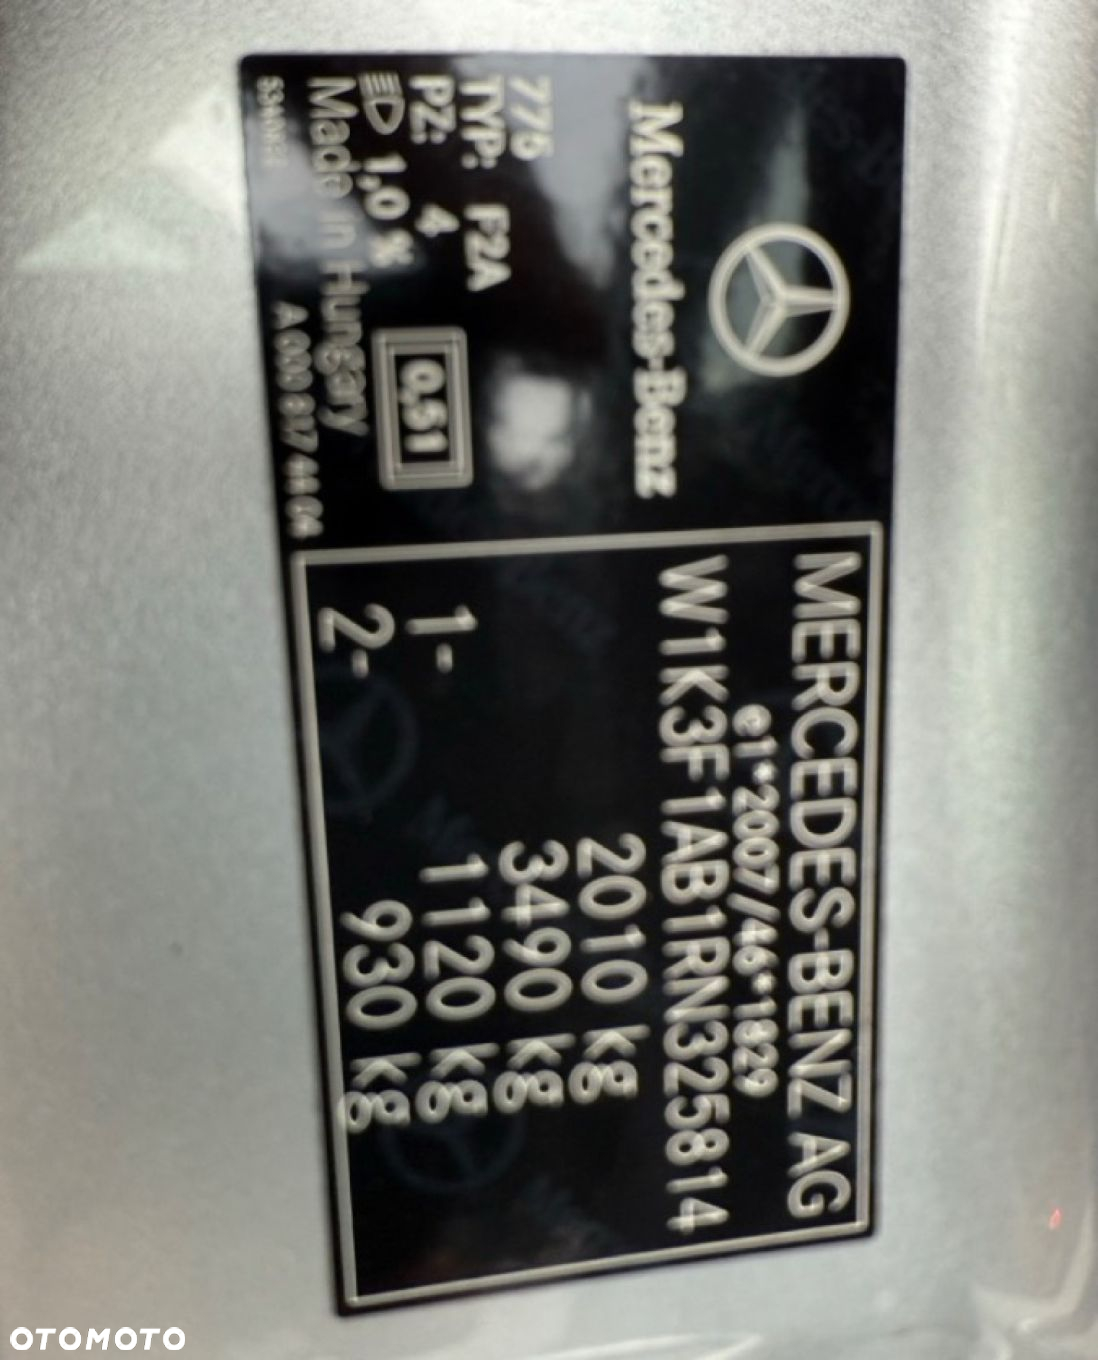 Mercedes-Benz
775
TYP: F2A
PZ: 4
1,0 %
0,51
Made in Hungary
MERCEDES-BENZ AG
e1*2007/46*1829
W1K3F1AB1RN325814
2010 kg
3490 kg
1- 1120 kg
2- 930 kg
OTOMOTO